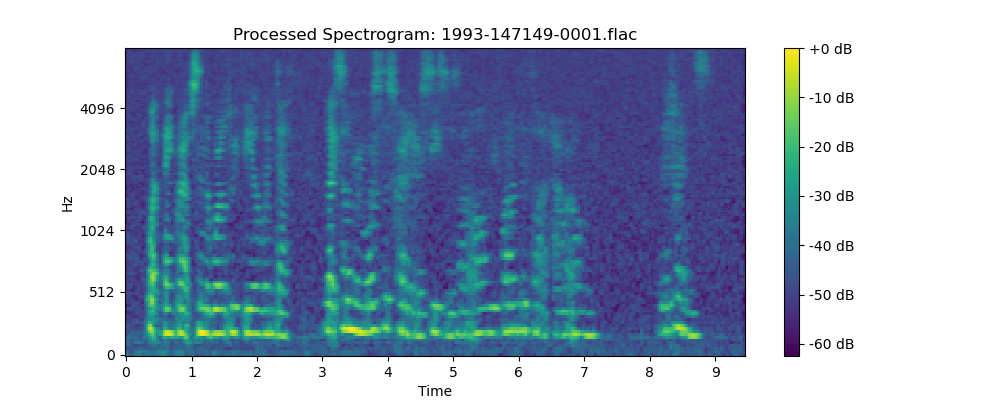 Processed Spectrogram: 1993-147149-0001.flac
+0 dB
4096
-10 dB
2048
-20 dB
Hz
-30 dB
1024
-40 dB
512
-50 dB
0
-60 dB
0 1 2 3 4 5 6 7 8 9
Time